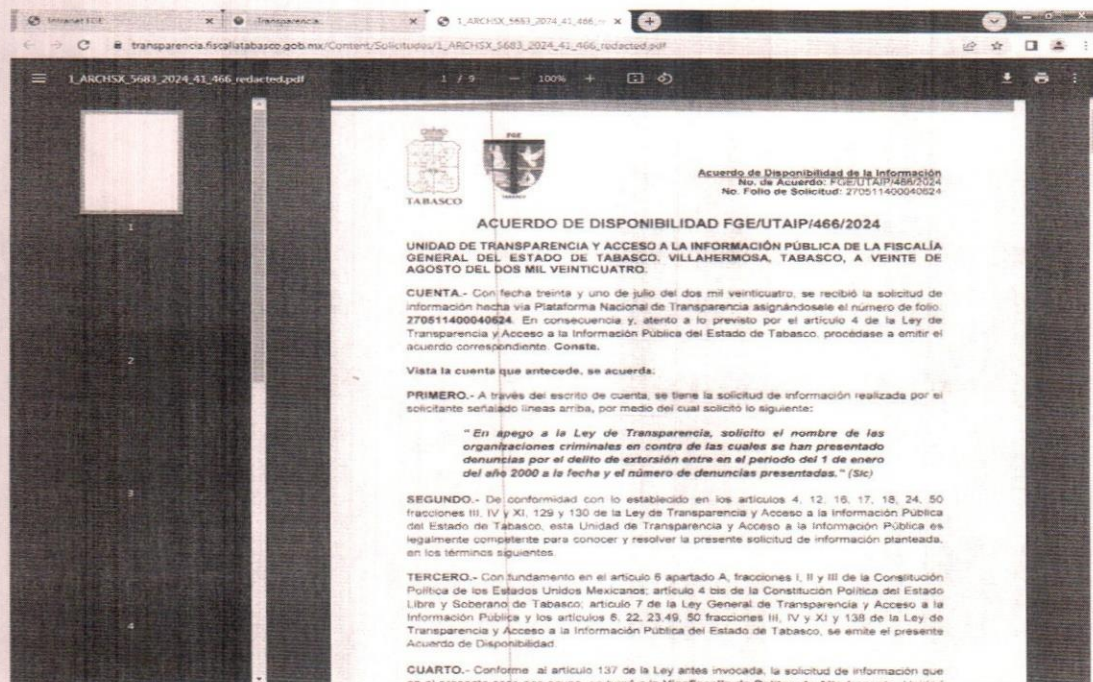 Intranet FGE
Transparencia
1_ARCHSX_5683_2024_41_466_re
transparencia.fiscaliatabasco.gob.mx/Content/Solicitudes/1_ARCHSX_5683_2024_41_466_redacted.pdf
1_ARCHSX_5683_2024_41_466_redacted.pdf
1 / 9
100%
1
2
3
4
TABASCO
FGE
TABASCO
Acuerdo de Disponibilidad de la Información
No. de Acuerdo: FGE/UTAIP/466/2024
No. Folio de Solicitud: 270511400040624
ACUERDO DE DISPONIBILIDAD FGE/UTAIP/466/2024
UNIDAD DE TRANSPARENCIA Y ACCESO A LA INFORMACIÓN PÚBLICA DE LA FISCALÍA
GENERAL DEL ESTADO DE TABASCO. VILLAHERMOSA, TABASCO, A VEINTE DE
AGOSTO DEL DOS MIL VEINTICUATRO.
CUENTA.- Con fecha treinta y uno de julio del dos mil veinticuatro, se recibió la solicitud de
información hecha vía Plataforma Nacional de Transparencia asignándosele el número de folio.
270511400040624. En consecuencia y, atento a lo previsto por el artículo 4 de la Ley de
Transparencia y Acceso a la Información Pública del Estado de Tabasco, procédase a emitir el
acuerdo correspondiente. Conste.
Vista la cuenta que antecede, se acuerda:
PRIMERO.- A través del escrito de cuenta, se tiene la solicitud de información realizada por el
solicitante señalado líneas arriba, por medio del cual solicitó lo siguiente:
"En apego a la Ley de Transparencia, solicito el nombre de las
organizaciones criminales en contra de las cuales se han presentado
denuncias por el delito de extorsión entre en el periodo del 1 de enero
del año 2000 a la fecha y el número de denuncias presentadas." (Sic)
SEGUNDO.- De conformidad con lo establecido en los artículos 4, 12, 16, 17, 18, 24, 50
fracciones III, IV y XI, 129 y 130 de la Ley de Transparencia y Acceso a la Información Pública
del Estado de Tabasco, esta Unidad de Transparencia y Acceso a la Información Pública es
legalmente competente para conocer y resolver la presente solicitud de información planteada,
en los términos siguientes.
TERCERO.- Con fundamento en el artículo 6 apartado A, fracciones I, II y III de la Constitución
Política de los Estados Unidos Mexicanos; artículo 4 bis de la Constitución Política del Estado
Libre y Soberano de Tabasco; artículo 7 de la Ley General de Transparencia y Acceso a la
Información Pública y los artículos 6, 22, 23,49, 50 fracciones III, IV y XI y 138 de la Ley de
Transparencia y Acceso a la Información Pública del Estado de Tabasco, se emite el presente
Acuerdo de Disponibilidad.
CUARTO.- Conforme al artículo 137 de la Ley antes invocada, la solicitud de información que